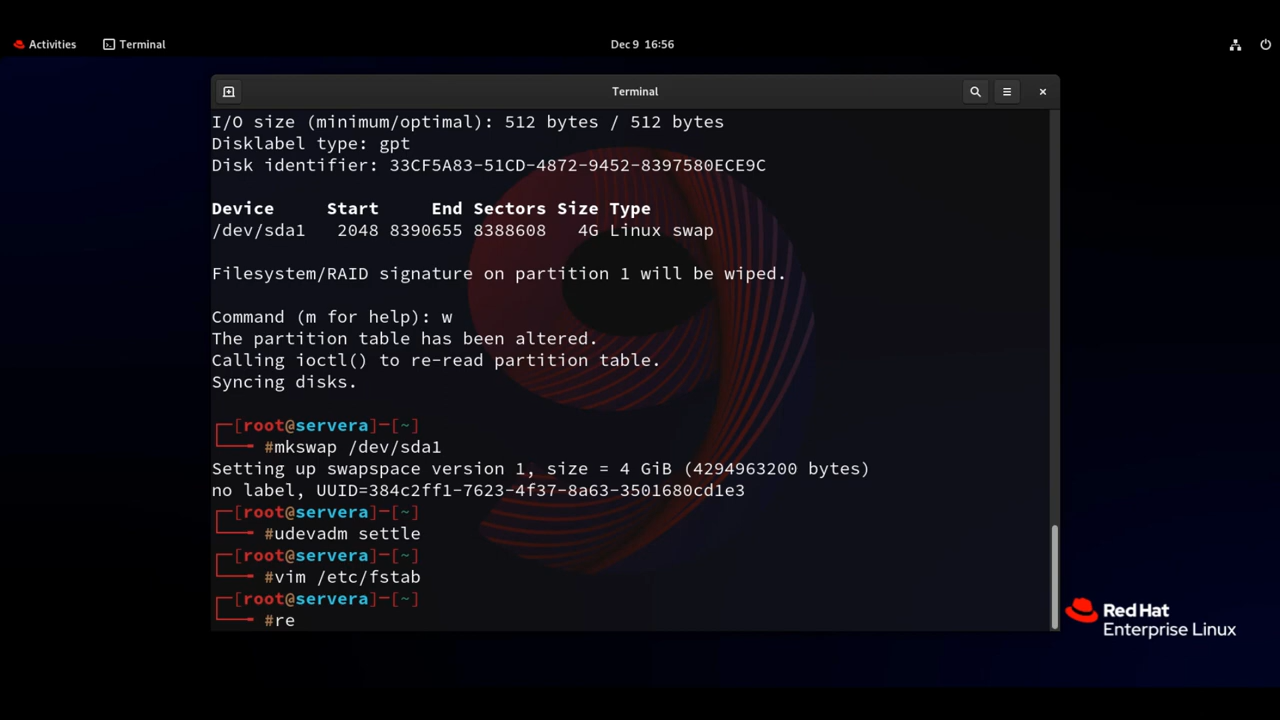 Activities Terminal Dec 9 16:56
Terminal
I/O size (minimum/optimal): 512 bytes / 512 bytes
Disklabel type: gpt
Disk identifier: 33CF5A83-51CD-4872-9452-8397580ECE9C
Device Start End Sectors Size Type
/dev/sda1 2048 8390655 8388608 4G Linux swap
Filesystem/RAID signature on partition 1 will be wiped.
Command (m for help): w
The partition table has been altered.
Calling ioctl() to re-read partition table.
Syncing disks.
┌─[root@servera]─[~]
└──╼ #mkswap /dev/sda1
Setting up swapspace version 1, size = 4 GiB (4294963200 bytes)
no label, UUID=384c2ff1-7623-4f37-8a63-3501680cd1e3
┌─[root@servera]─[~]
└──╼ #udevadm settle
┌─[root@servera]─[~]
└──╼ #vim /etc/fstab
┌─[root@servera]─[~]
└──╼ #re
Red Hat
Enterprise Linux